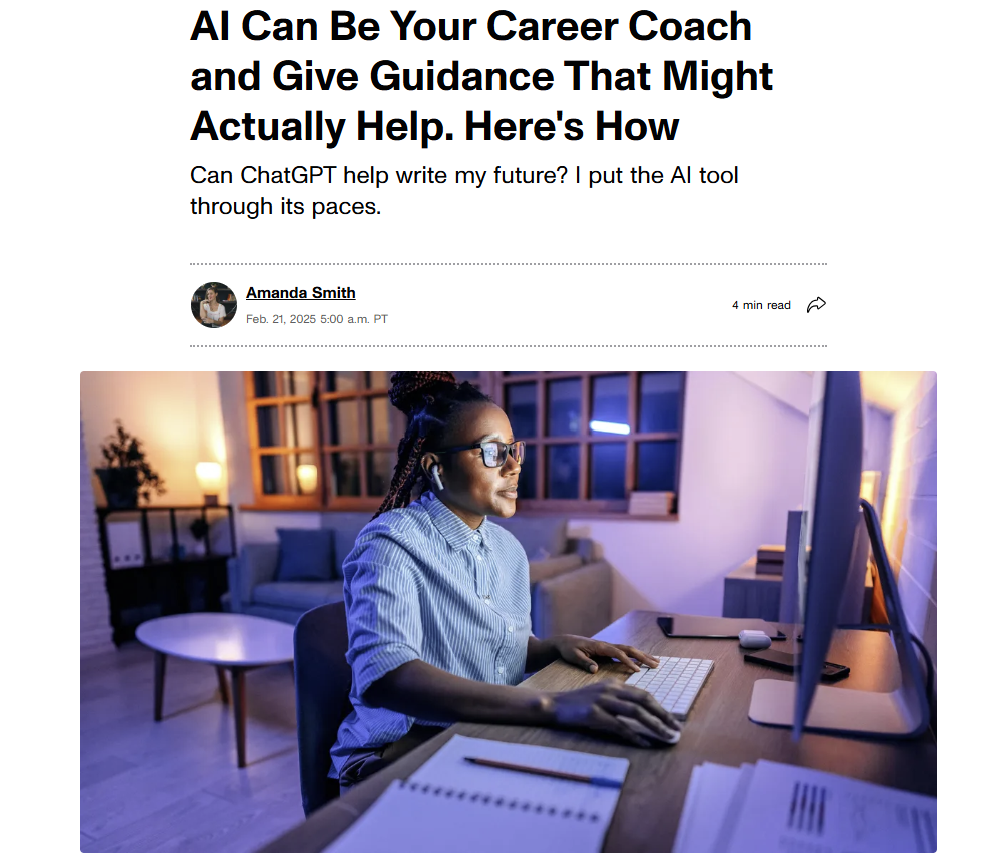 AI Can Be Your Career Coach
and Give Guidance That Might
Actually Help. Here's How
Can ChatGPT help write my future? I put the AI tool
through its paces.
Amanda Smith
Feb. 21, 2025 5:00 a.m. PT
4 min read